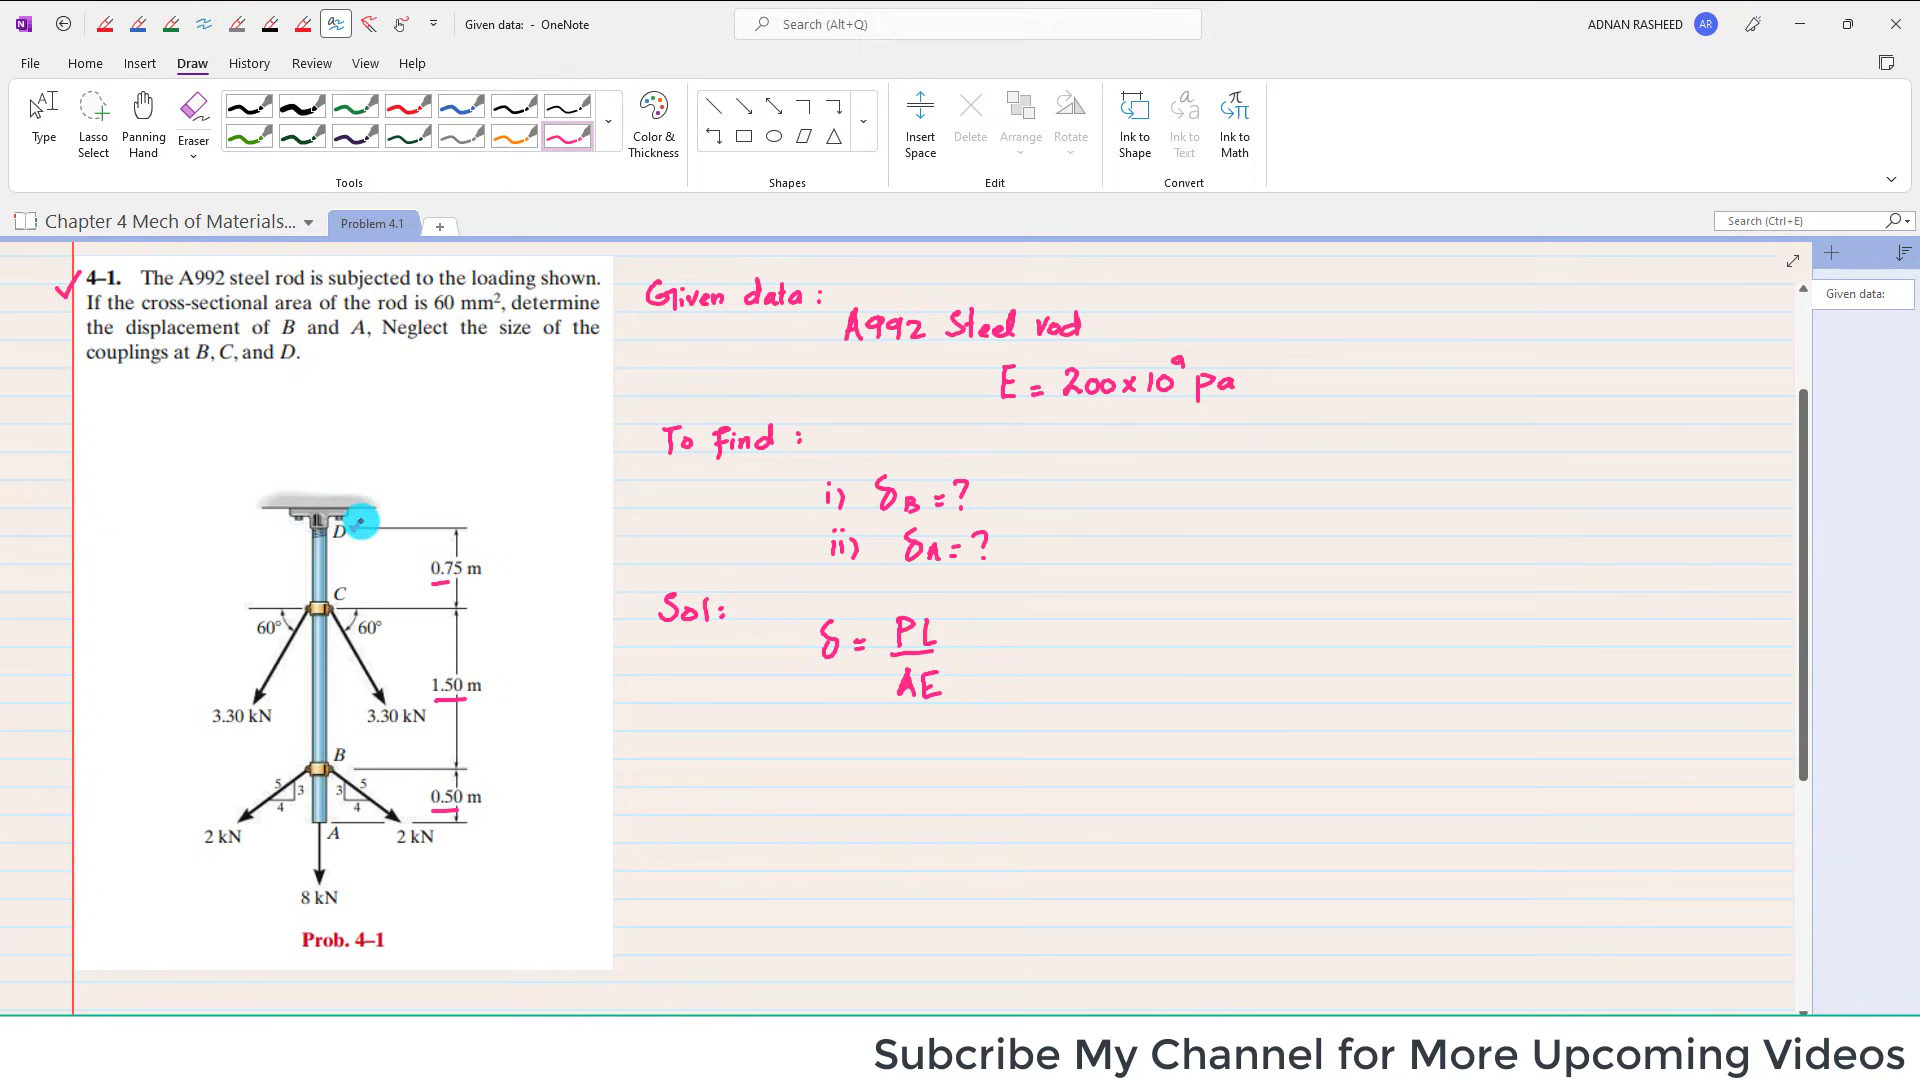 Given data: - OneNote
Search (Alt+Q)
ADNAN RASHEED
AR
File
Home
Insert
Draw
History
Review
View
Help
Type
Lasso Select
Panning Hand
Eraser
Color & Thickness
Insert Space
Delete
Arrange
Rotate
Ink to Shape
Ink to Text
Ink to Math
Tools
Shapes
Edit
Convert
Chapter 4 Mech of Materials...
Problem 4.1
Search (Ctrl+E)
Given data:
4–1. The A992 steel rod is subjected to the loading shown.
If the cross-sectional area of the rod is 60 mm², determine
the displacement of B and A, Neglect the size of the
couplings at B, C, and D.
D
0.75 m
C
60°
60°
1.50 m
3.30 kN
3.30 kN
B
5
3
4
3
5
4
0.50 m
2 kN
A
2 kN
8 kN
Prob. 4–1
Given data:
A992 Steel rod
E = 200×10⁹ pa
To Find :
i) δB = ?
ii) δA = ?
Sol:
δ = PL
AE
Subcribe My Channel for More Upcoming Videos